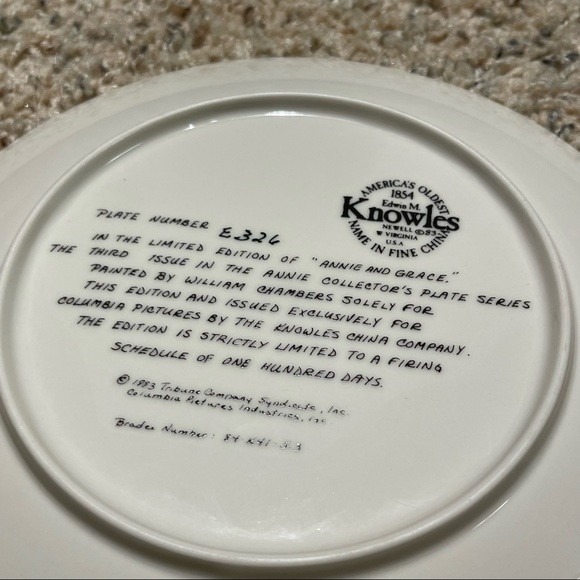 AMERICA'S OLDEST
1854
Edwin M.
Knowles
NEWELL © 83
W VIRGINIA
U.S.A
NAME IN FINE CHINA
PLATE NUMBER E326
IN THE LIMITED EDITION OF "ANNIE AND GRACE."
THE THIRD ISSUE IN THE ANNIE COLLECTOR'S PLATE SERIES
PAINTED BY WILLIAM CHAMBERS SOLELY FOR
THIS EDITION AND ISSUED EXCLUSIVELY FOR
COLUMBIA PICTURES BY THE KNOWLES CHINA COMPANY.
THE EDITION IS STRICTLY LIMITED TO A FIRING
SCHEDULE OF ONE HUNDRED DAYS.
© 1983 Tribune Company Syndicate, Inc.
Columbia Pictures Industries, Inc.
Bradex Number: